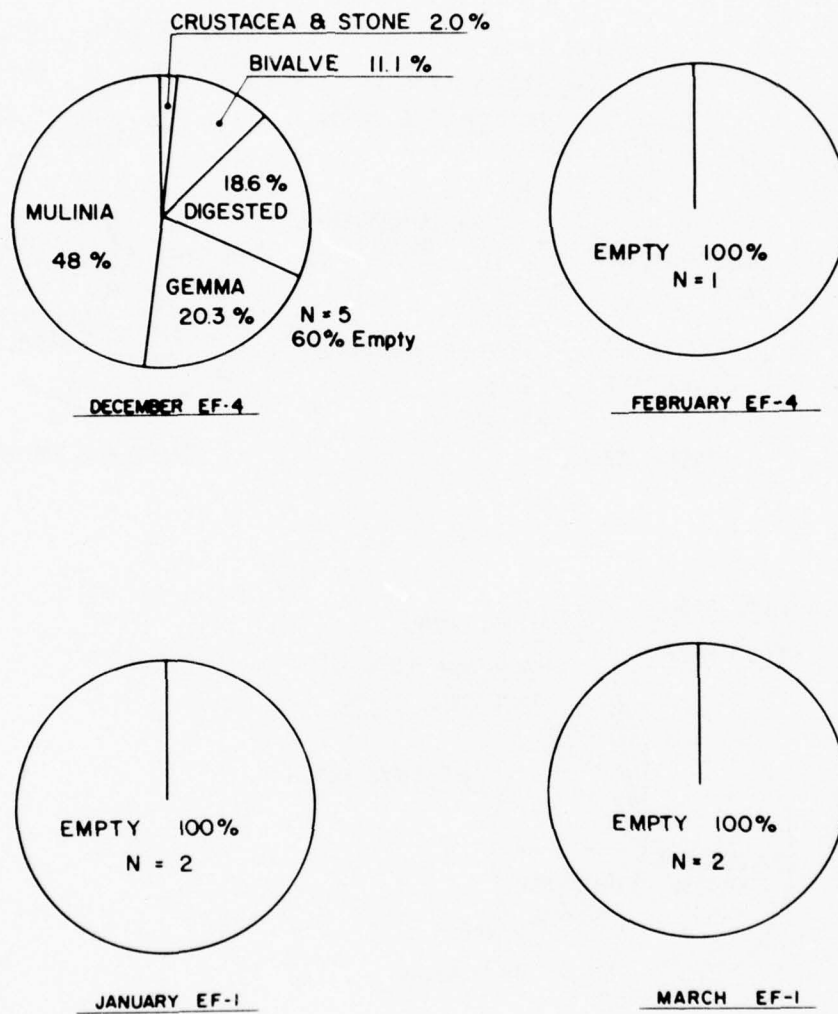 CRUSTACEA & STONE 2.0%
BIVALVE 11.1%
18.6%
DIGESTED
MULINIA
48%
GEMMA
20.3%
N = 5
60% Empty
DECEMBER EF-4
EMPTY 100%
N = 1
FEBRUARY EF-4
EMPTY 100%
N = 2
JANUARY EF-1
EMPTY 100%
N = 2
MARCH EF-1